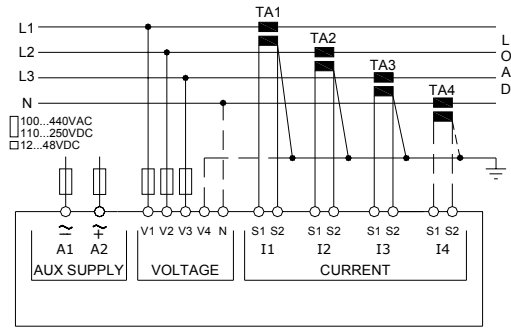 TA1
L1
TA2
L2
TA3
L3
TA4
N
L
O
A
D
100...440VAC
110...250VDC
12...48VDC
V1 V2 V3 V4 N S1 S2 S1 S2 S1 S2 S1 S2
A1 A2 I1 I2 I3 I4
AUX SUPPLY VOLTAGE CURRENT